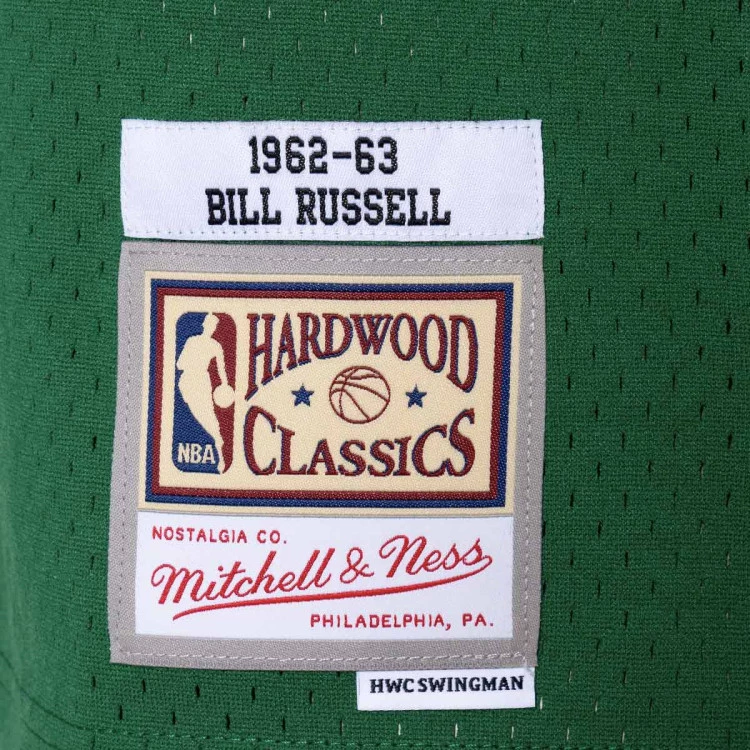 1962-63
BILL RUSSELL
HARDWOOD
CLASSICS
NBA
NOSTALGIA CO.
Mitchell & Ness
PHILADELPHIA, PA.
HWC SWINGMAN